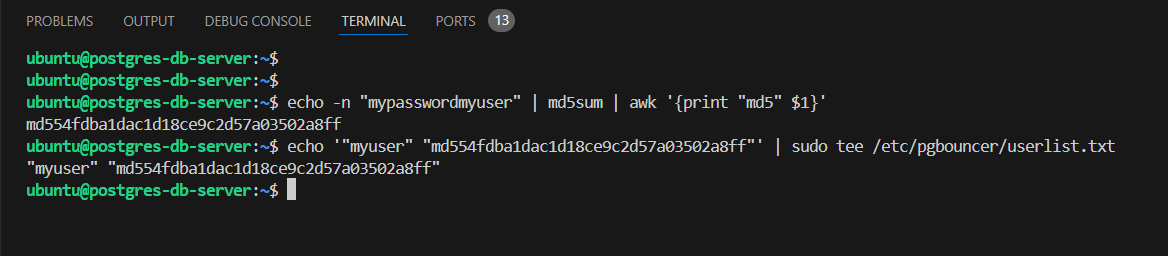 PROBLEMS OUTPUT DEBUG CONSOLE TERMINAL PORTS 13
ubuntu@postgres-db-server:~$
ubuntu@postgres-db-server:~$
ubuntu@postgres-db-server:~$ echo -n "mypasswordmyuser" | md5sum | awk '{print "md5" $1}'
md554fdba1dac1d18ce9c2d57a03502a8ff
ubuntu@postgres-db-server:~$ echo '"myuser" "md554fdba1dac1d18ce9c2d57a03502a8ff"' | sudo tee /etc/pgbouncer/userlist.txt
"myuser" "md554fdba1dac1d18ce9c2d57a03502a8ff"
ubuntu@postgres-db-server:~$